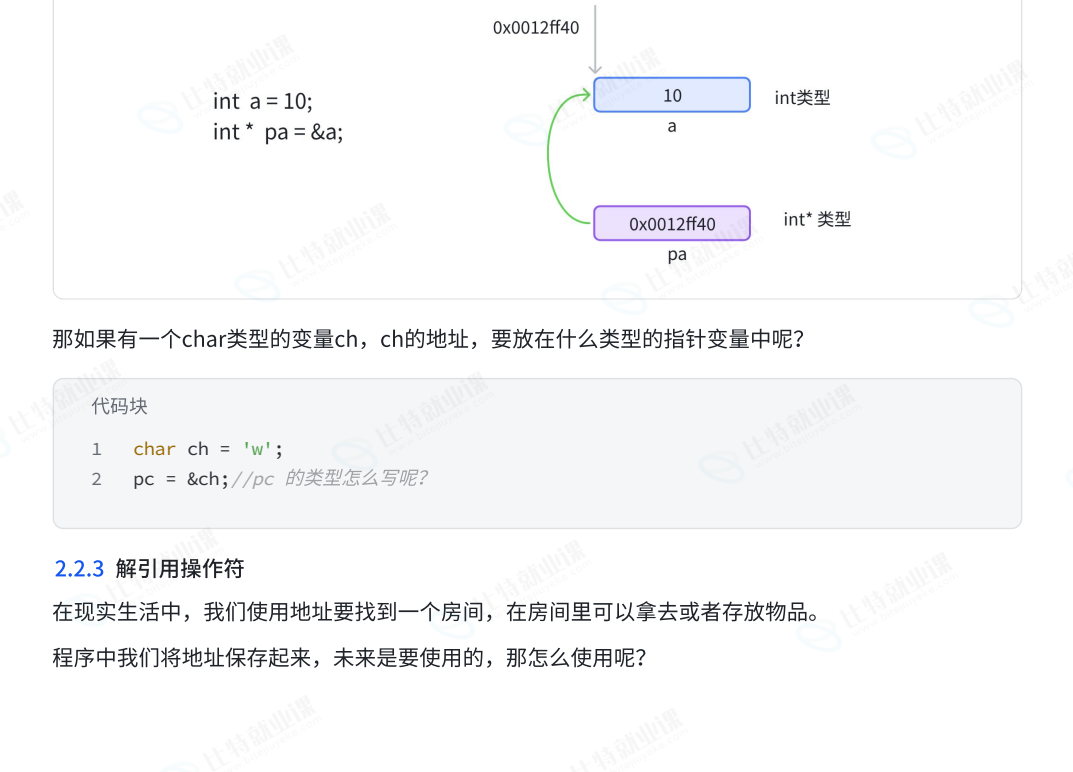 0x0012ff40
int a = 10;
int * pa = &a;
10
int类型
a
0x0012ff40
int* 类型
pa
那如果有一个char类型的变量ch，ch的地址，要放在什么类型的指针变量中呢？
代码块
1 char ch = 'w';
2 pc = &ch;//pc 的类型怎么写呢？
2.2.3 解引用操作符
在现实生活中，我们使用地址要找到一个房间，在房间里可以拿去或者存放物品。
程序中我们将地址保存起来，未来是要使用的，那怎么使用呢？
比特就业课